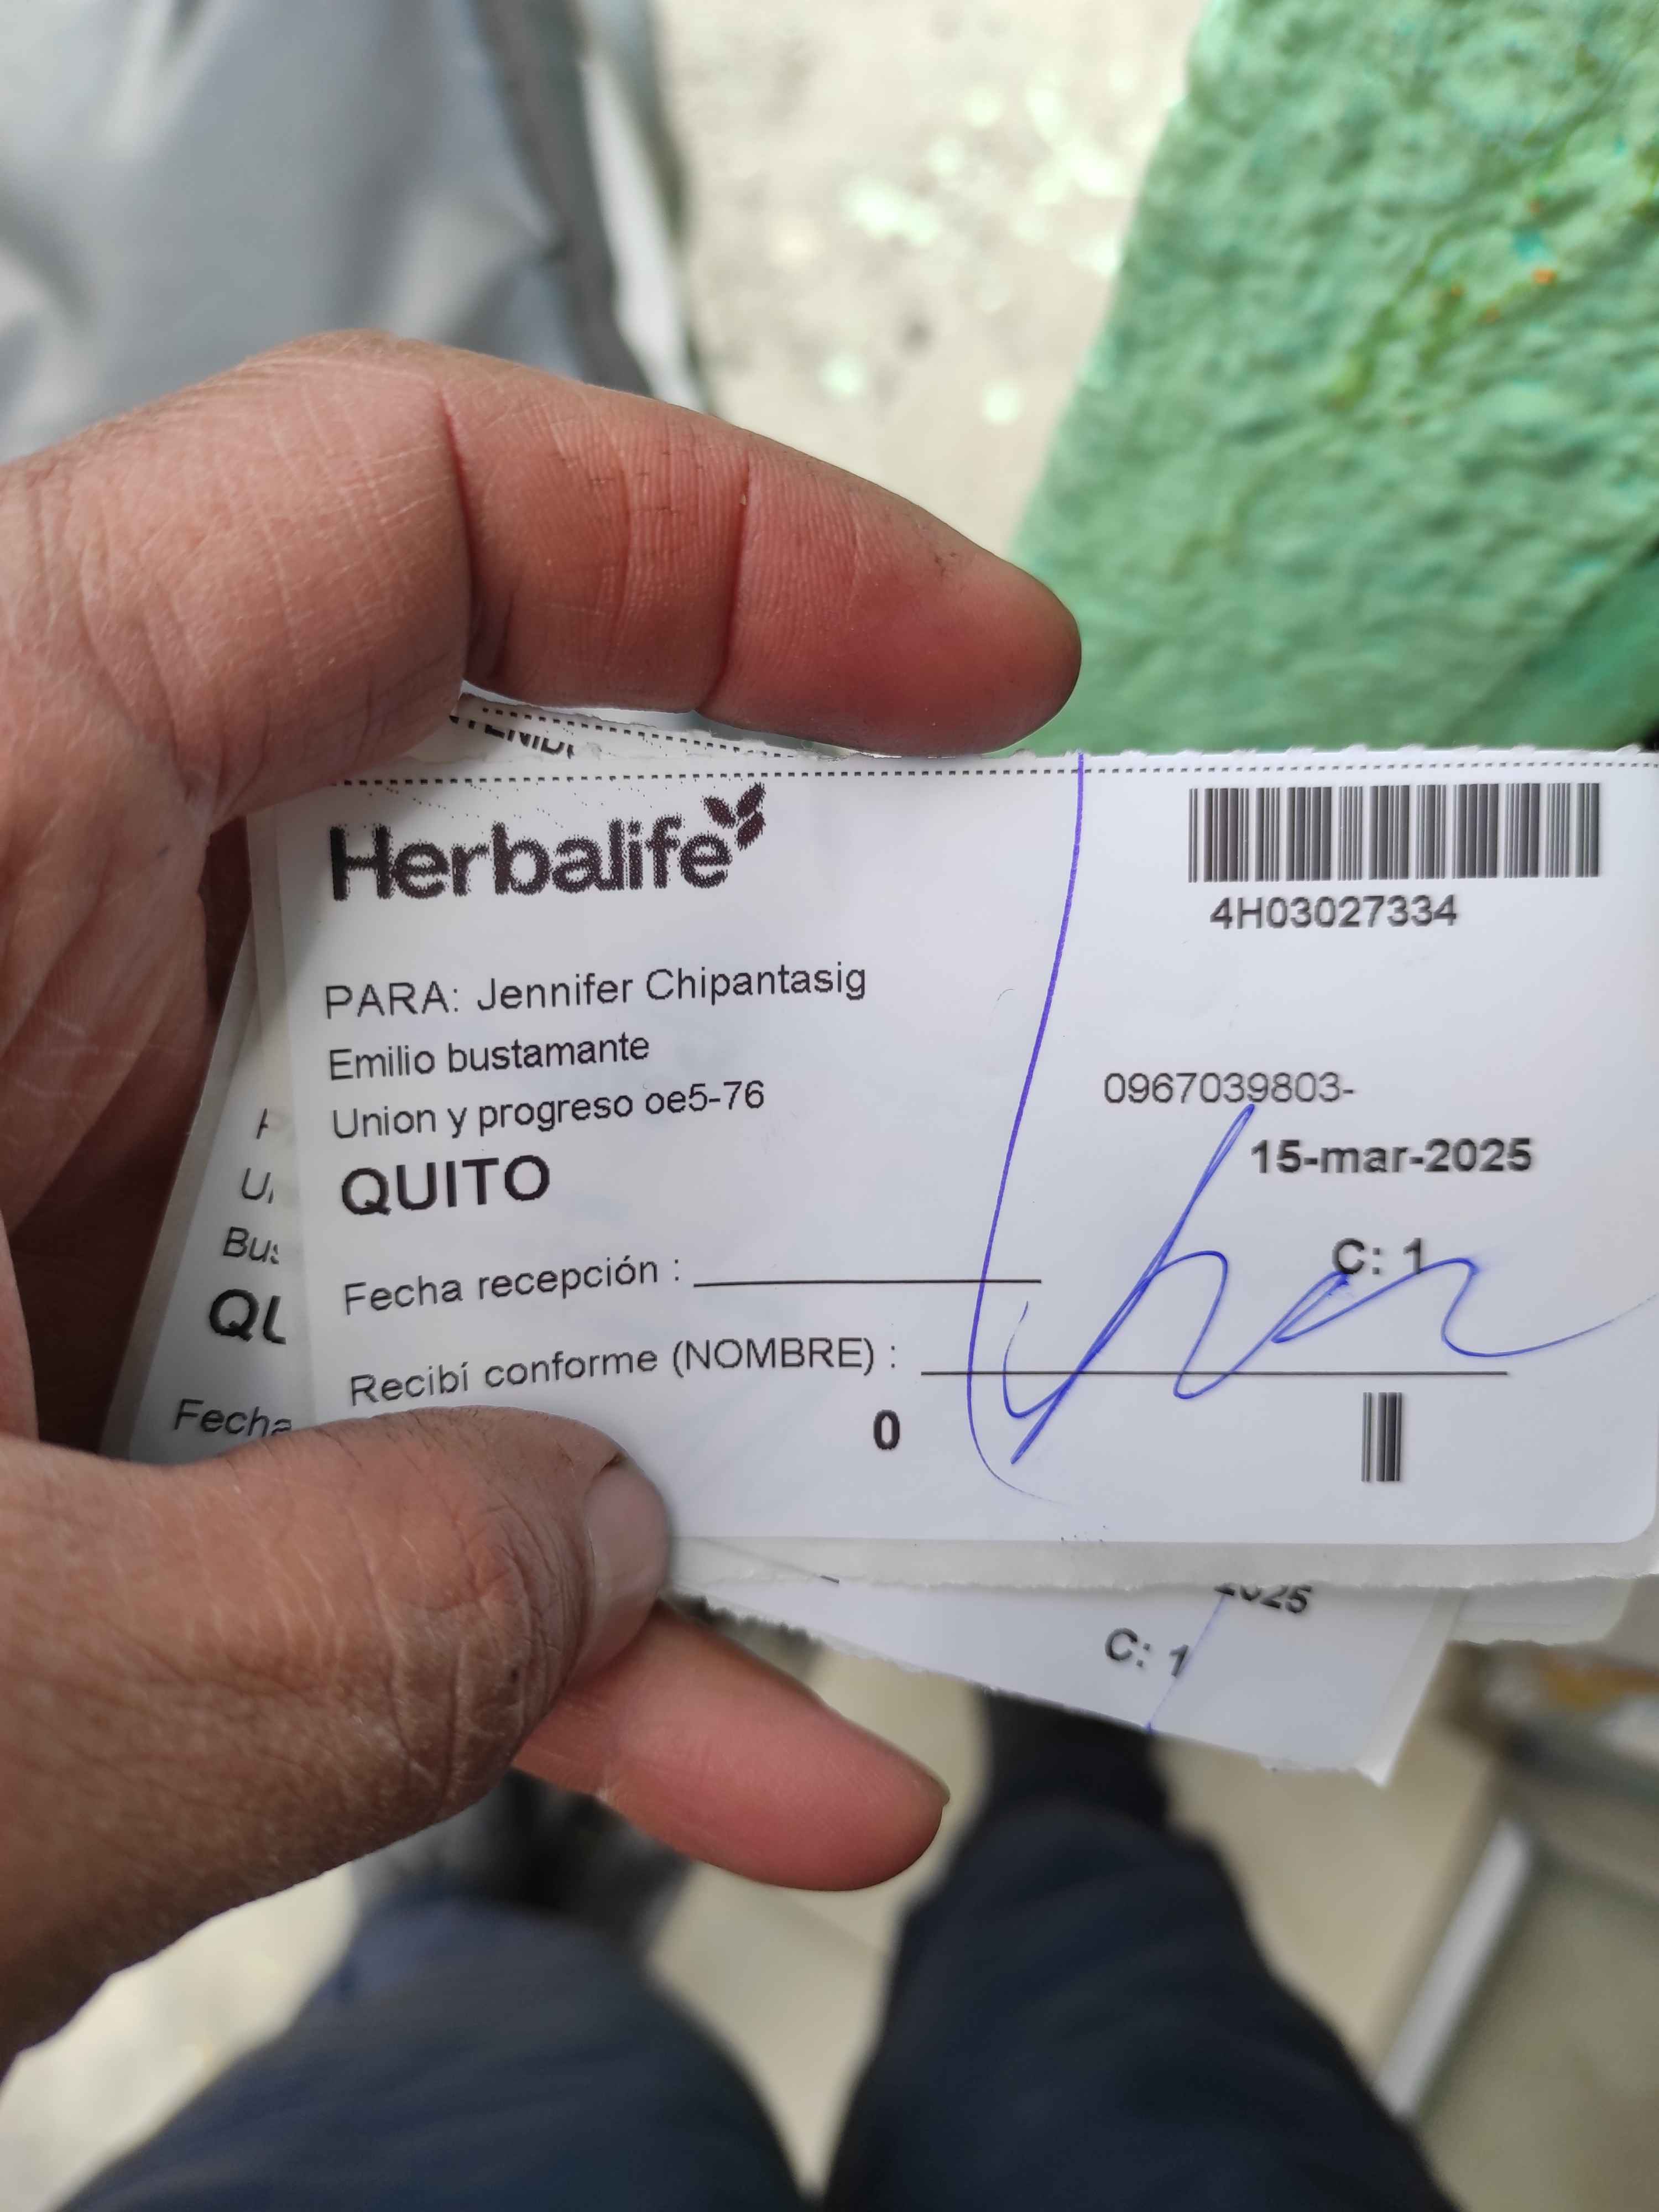 Herbalife
4H03027334
PARA: Jennifer Chipantasig
Emilio bustamante
Union y progreso oe5-76
0967039803-
15-mar-2025
QUITO
C: 1
Fecha recepción :
Recibí conforme (NOMBRE) :
0
Fecha
C: 1